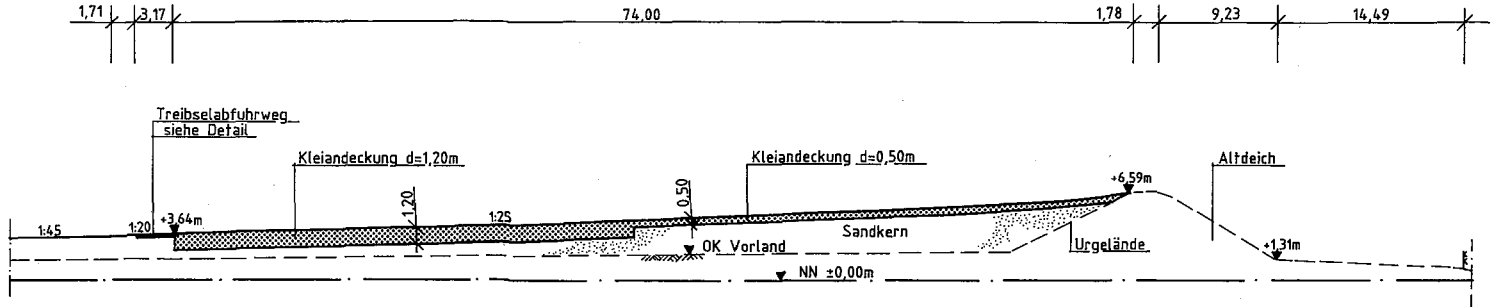 1,71
3,17
74,00
1,78
9,23
14,49
Treibselabfuhrweg
siehe Detail
Kleiandeckung d=1,20m
Kleiandeckung d=0,50m
Altdeich
+6,59m
1,20
0,50
+3,64m
1:45
1:20
1:25
Sandkern
OK Vorland
Urgelände
+1,31m
NN ±0,00m